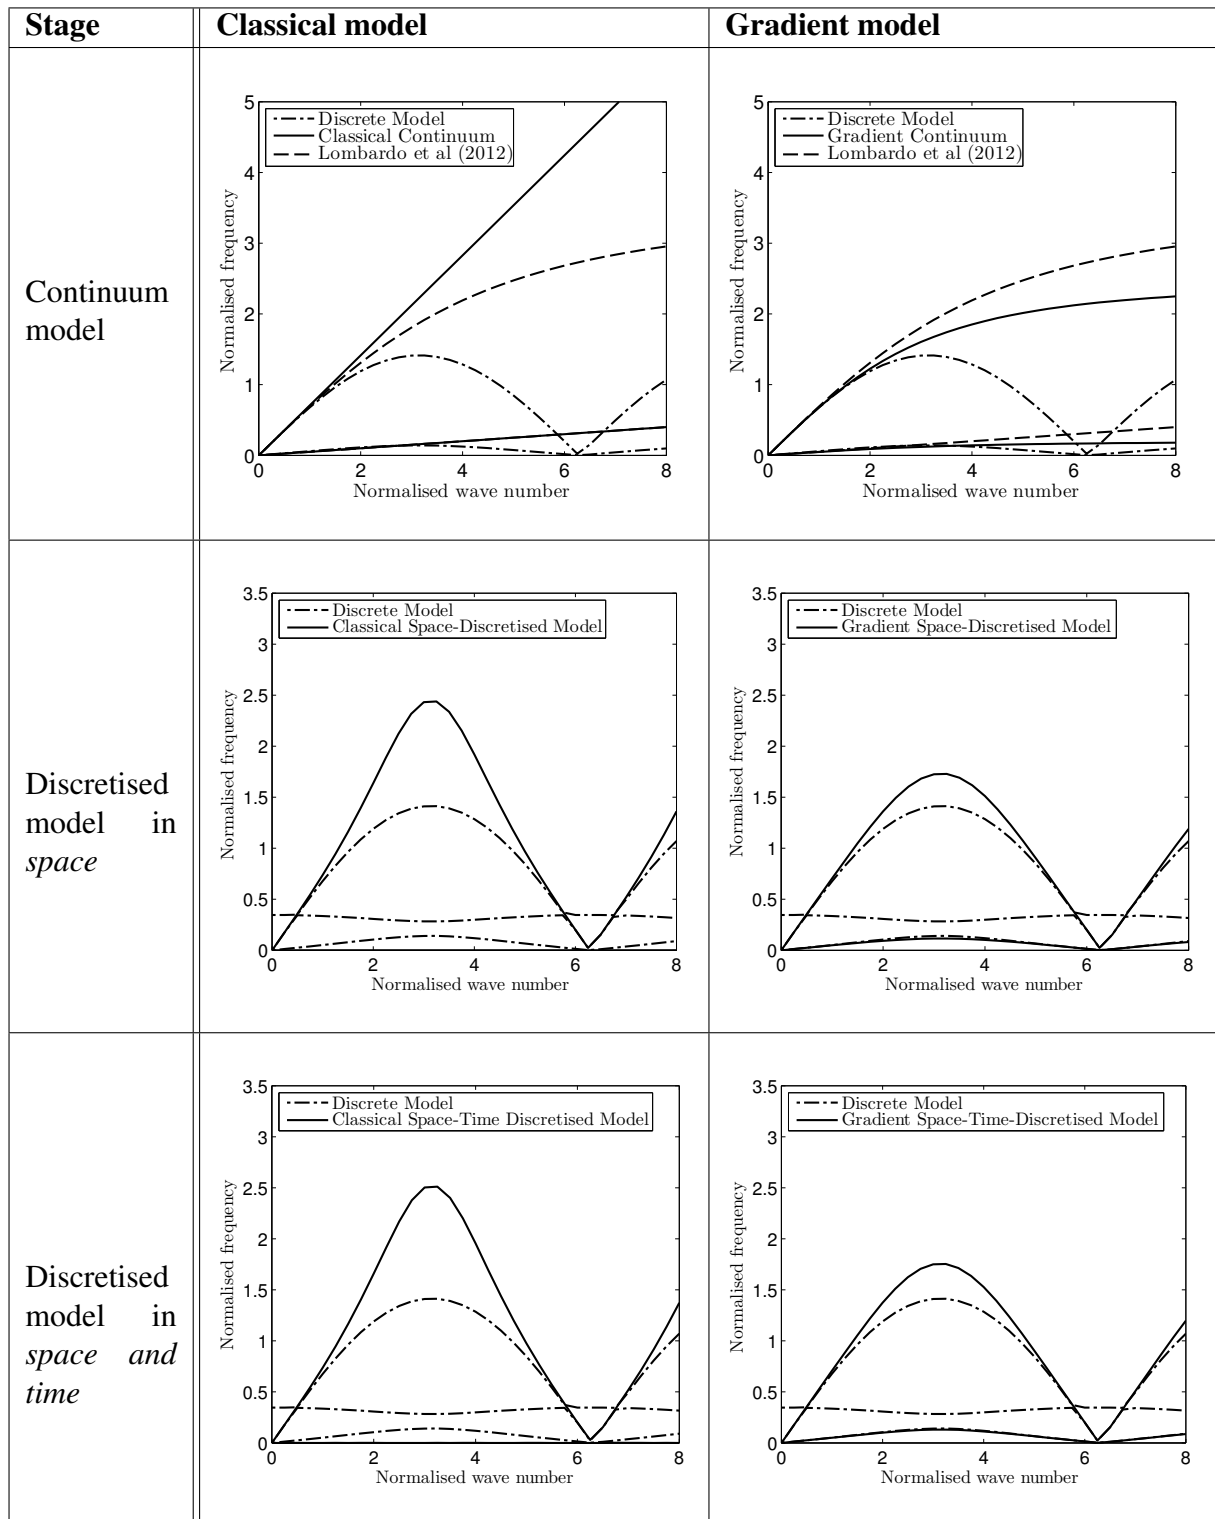 Stage Classical model Gradient model
Continuum
model
5
4
3
2
1
0
0 2 4 6 8
Normalised frequency
Normalised wave number
Discrete Model
Classical Continuum
Lombardo et al (2012)
5
4
3
2
1
0
0 2 4 6 8
Normalised frequency
Normalised wave number
Discrete Model
Gradient Continuum
Lombardo et al (2012)
Discretised
model in
space
3.5
3
2.5
2
1.5
1
0.5
0
0 2 4 6 8
Normalised frequency
Normalised wave number
Discrete Model
Classical Space-Discretised Model
3.5
3
2.5
2
1.5
1
0.5
0
0 2 4 6 8
Normalised frequency
Normalised wave number
Discrete Model
Gradient Space-Discretised Model
Discretised
model in
space and
time
3.5
3
2.5
2
1.5
1
0.5
0
0 2 4 6 8
Normalised frequency
Normalised wave number
Discrete Model
Classical Space-Time Discretised Model
3.5
3
2.5
2
1.5
1
0.5
0
0 2 4 6 8
Normalised frequency
Normalised wave number
Discrete Model
Gradient Space-Time-Discretised Model